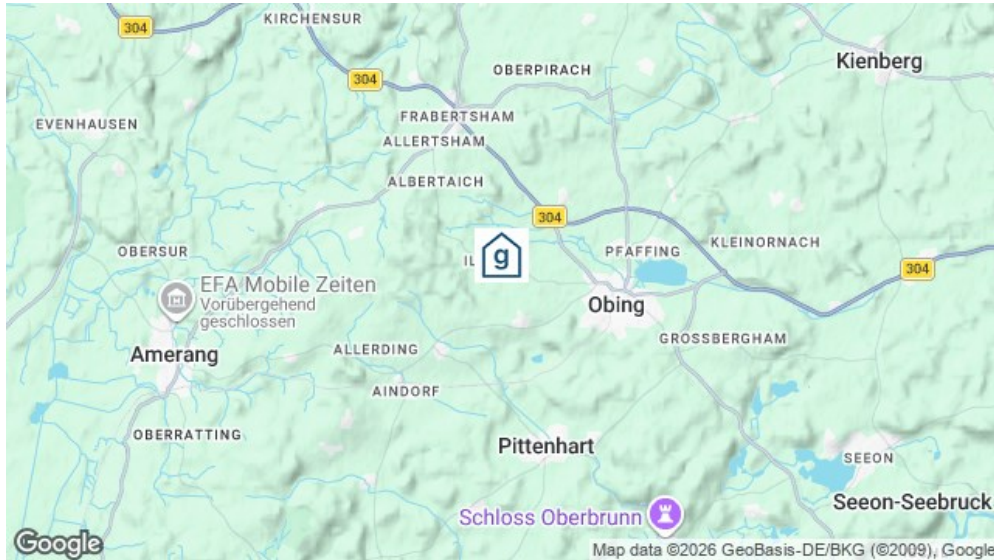 KIRCHENSUR
304
304
OBERPIRACH
Kienberg
EVENHAUSEN
FRABERTSHAM
ALLERTSHAM
ALBERTAICH
304
OBERSUR
g
PFAFFING
KLEINORNACH
304
EFA Mobile Zeiten
Vorübergehend
geschlossen
Obing
Amerang
ALLERDING
GROSSBERGHAM
AINDORF
OBERRATTING
Pittenhart
SEEON
Seeon-Seebruck
Schloss Oberbrunn
Google
Map data ©2026 GeoBasis-DE/BKG (©2009), Google